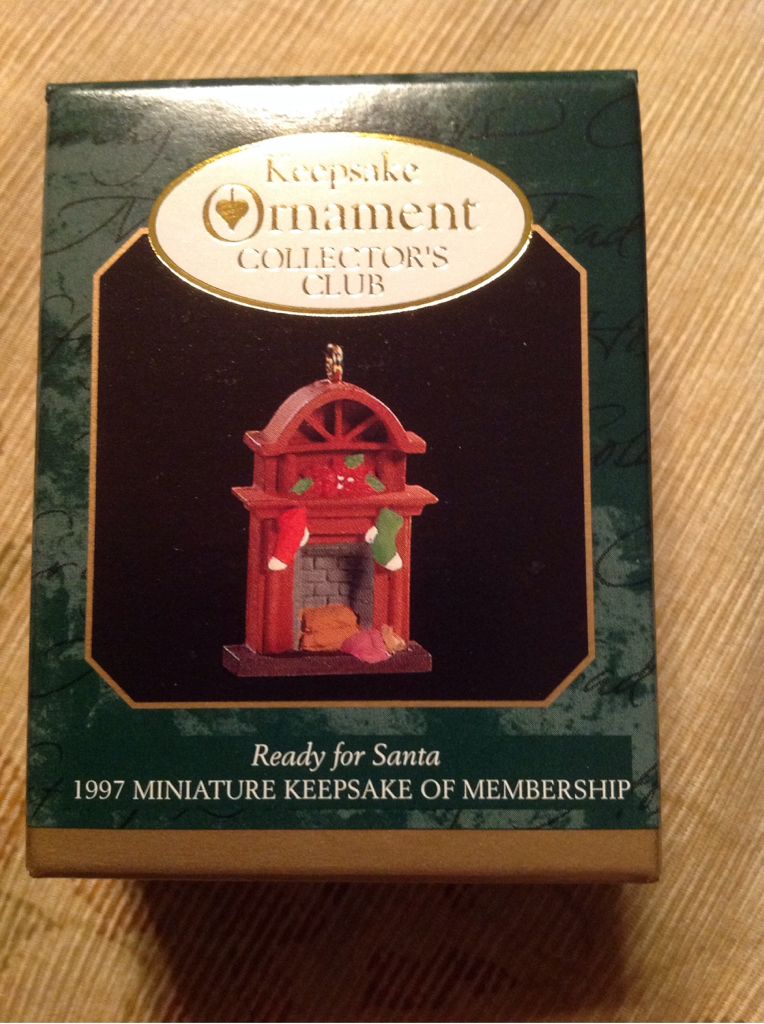 Keepsake
Ornament
COLLECTOR'S
CLUB
Ready for Santa
1997 MINIATURE KEEPSAKE OF MEMBERSHIP